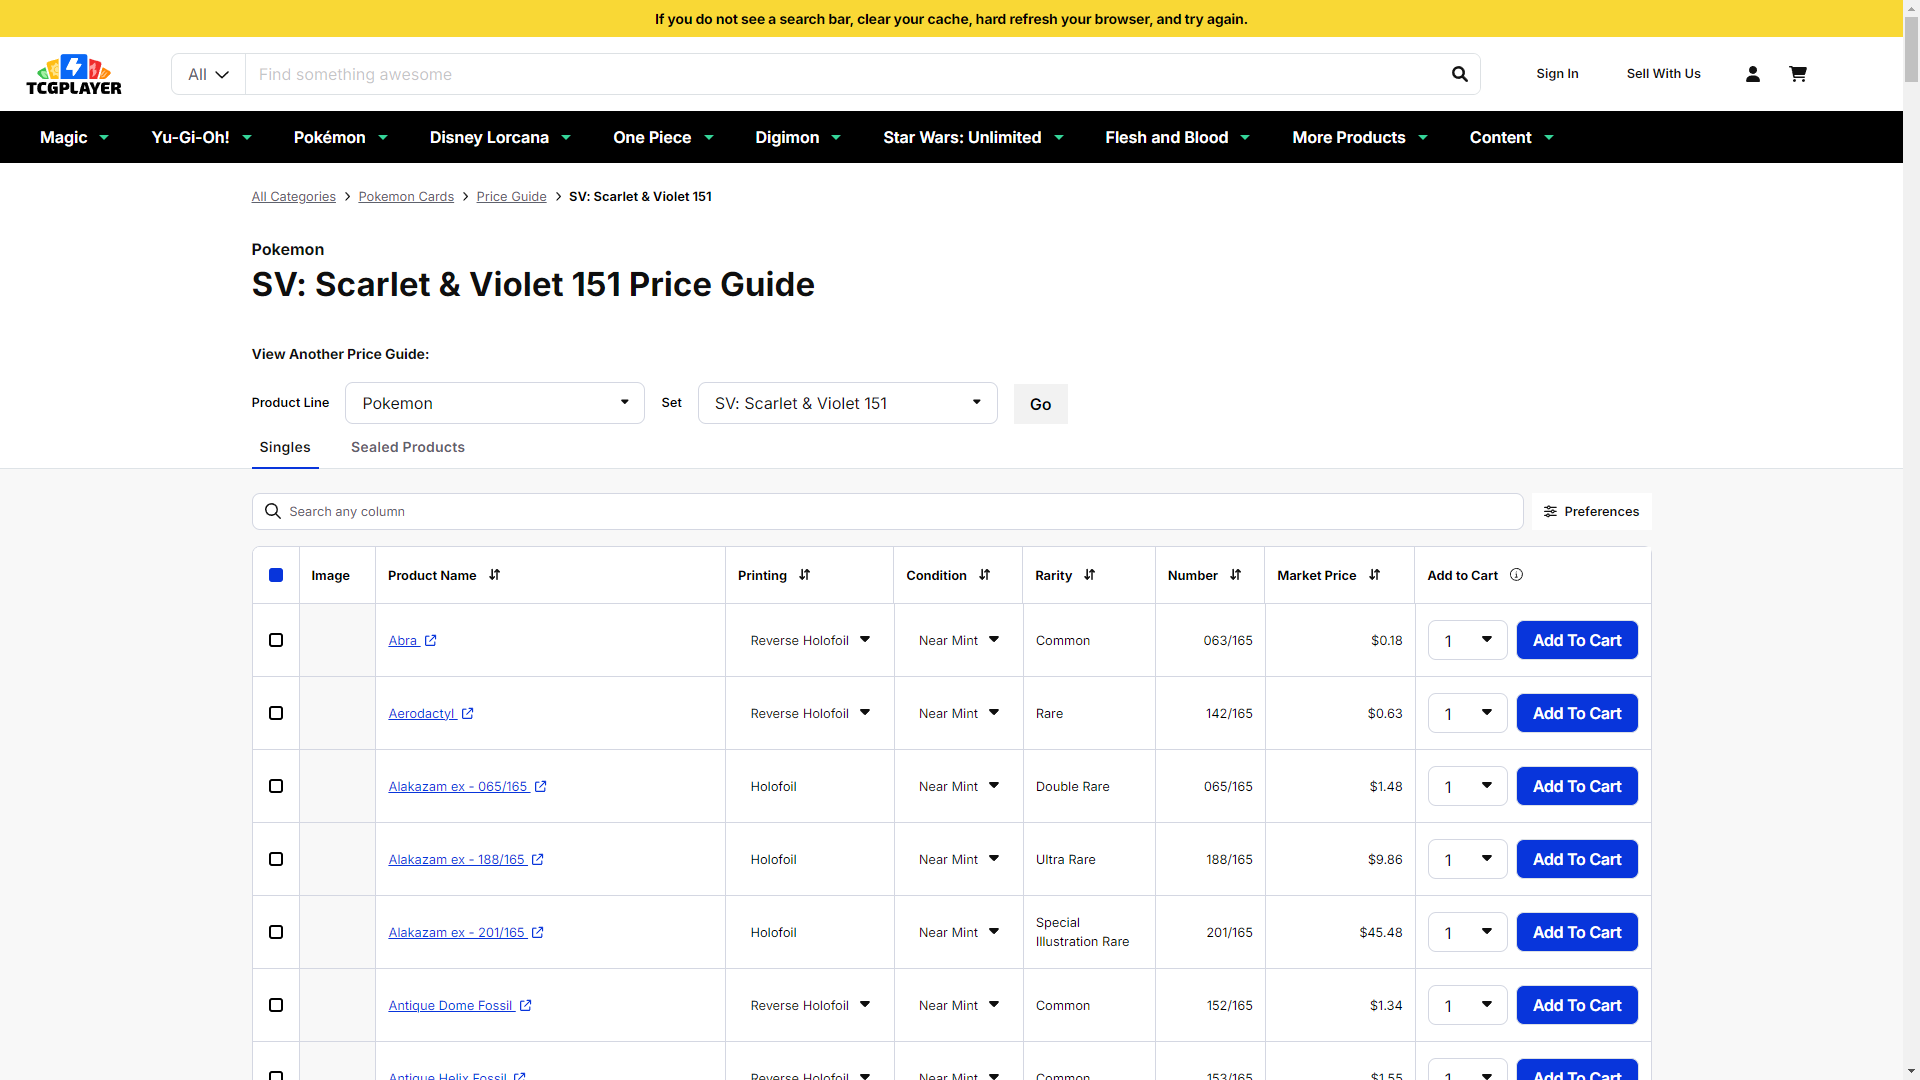 If you do not see a search bar, clear your cache, hard refresh your browser, and try again.
TCGPLAYER
All
Find something awesome
Sign In
Sell With Us
Magic
Yu-Gi-Oh!
Pokémon
Disney Lorcana
One Piece
Digimon
Star Wars: Unlimited
Flesh and Blood
More Products
Content
All Categories > Pokemon Cards > Price Guide > SV: Scarlet & Violet 151
Pokemon
SV: Scarlet & Violet 151 Price Guide
View Another Price Guide:
Product Line Pokemon Set SV: Scarlet & Violet 151 Go
Singles Sealed Products
Search any column
Preferences
Image Product Name Printing Condition Rarity Number Market Price Add to Cart
Abra Reverse Holofoil Near Mint Common 063/165 $0.18 1 Add To Cart
Aerodactyl Reverse Holofoil Near Mint Rare 142/165 $0.63 1 Add To Cart
Alakazam ex - 065/165 Holofoil Near Mint Double Rare 065/165 $1.48 1 Add To Cart
Alakazam ex - 188/165 Holofoil Near Mint Ultra Rare 188/165 $9.86 1 Add To Cart
Alakazam ex - 201/165 Holofoil Near Mint Special Illustration Rare 201/165 $45.48 1 Add To Cart
Antique Dome Fossil Reverse Holofoil Near Mint Common 152/165 $1.34 1 Add To Cart
Antique Helix Fossil Reverse Holofoil Near Mint Common 153/165 $1.55 1 Add To Cart